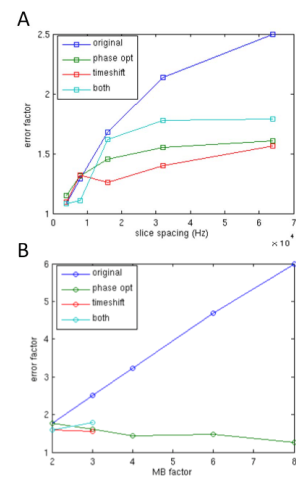 A
2.5
original
phase opt
timeshift
both
2
error factor
1.5
1
0 1 2 3 4 5 6 7
slice spacing (Hz)
× 10 4
B
6
original
phase opt
timeshift
both
5
4
error factor
3
2
1
2 3 4 5 6 7 8
MB factor